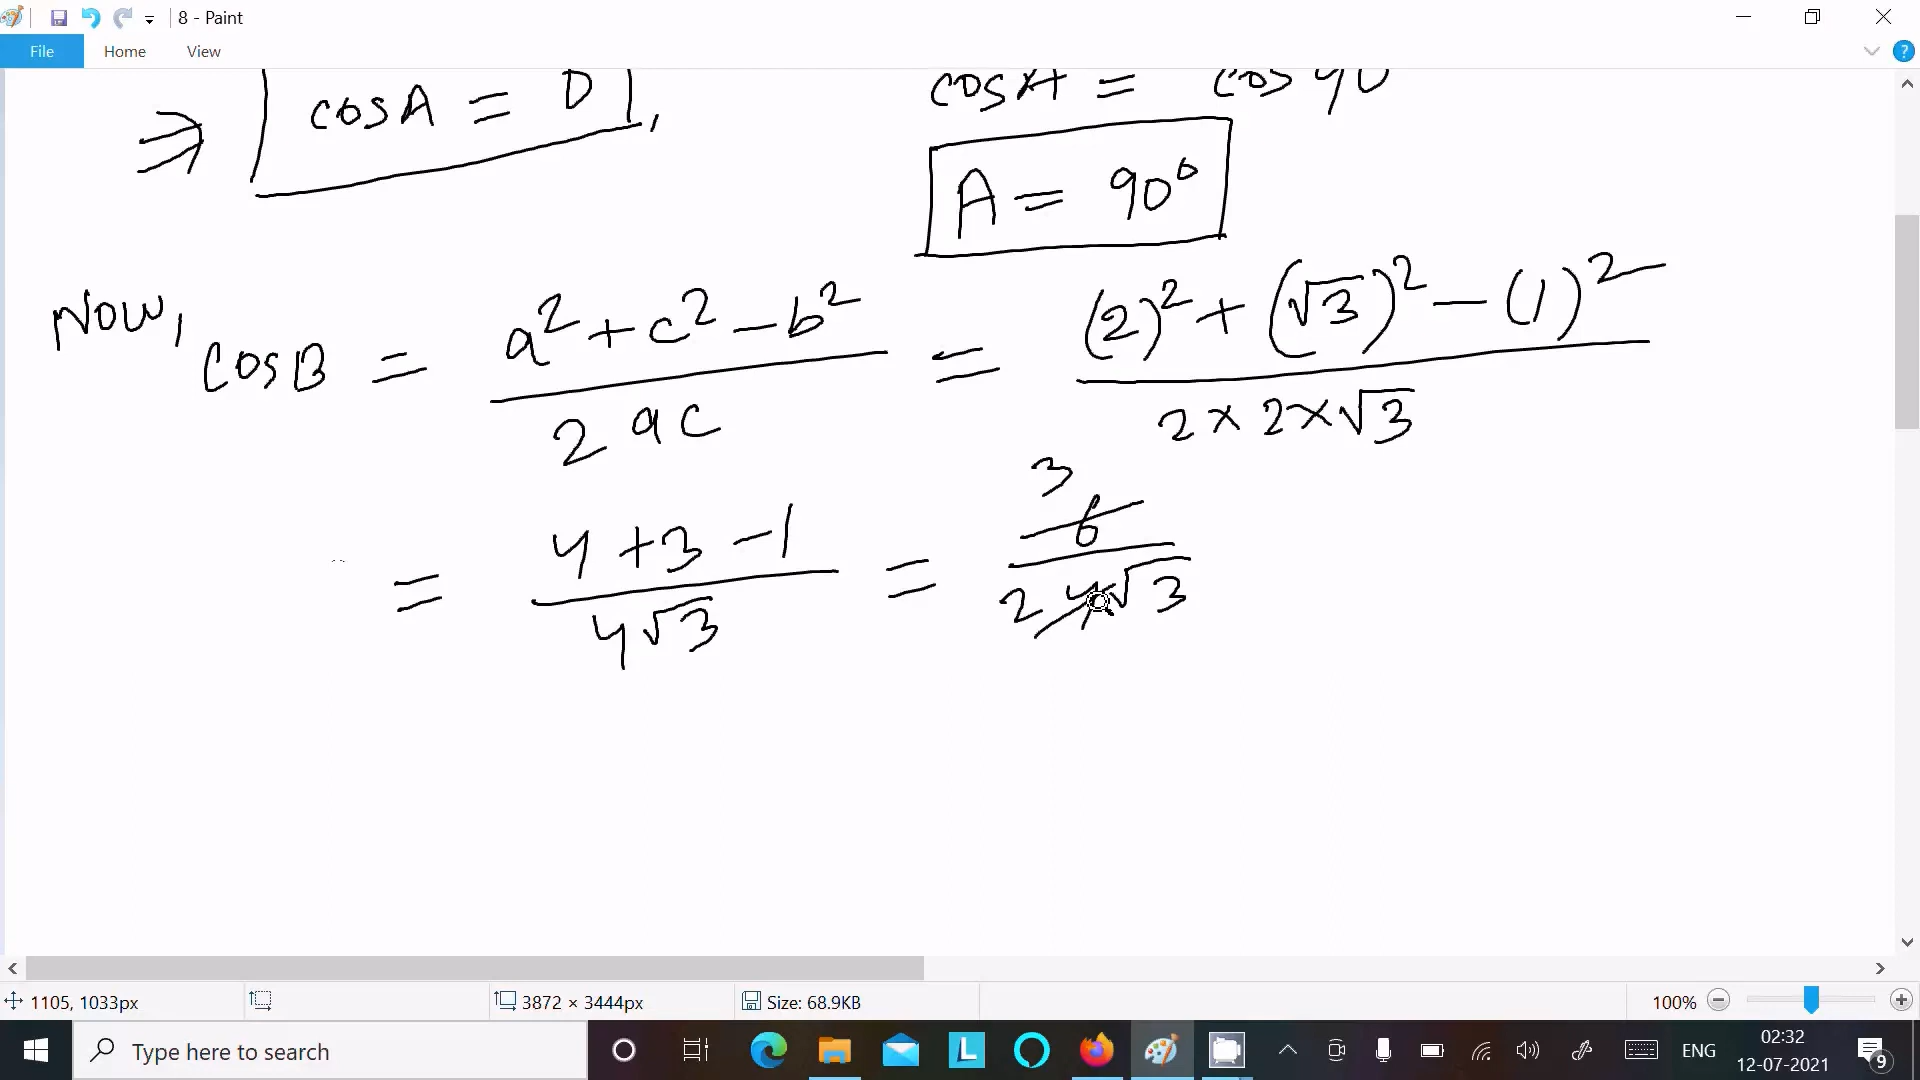 8 - Paint
File Home View
⇒ cosA = 0, cosA = cos90
A = 90°
Now,
cosB = a² + c² - b² / 2ac = (2)² + (√3)² - (1)² / 2 × 2 × √3
= 4 + 3 - 1 / 4√3 = 3 6 / 2 4√3
1105, 1033px 3872 × 3444px Size: 68.9KB 100%
Type here to search L ENG 02:32
12-07-2021 9